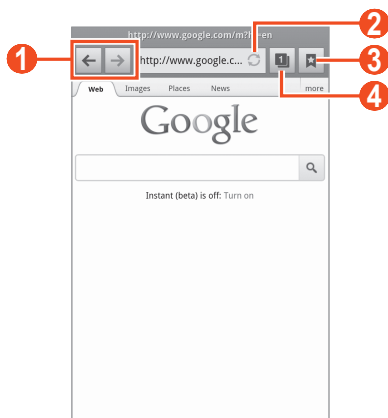 2
http://www.google.com/m?hl=en
1
http://www.google.c...
1
3
Web Images Places News more
4
Google
Instant (beta) is off: Turn on